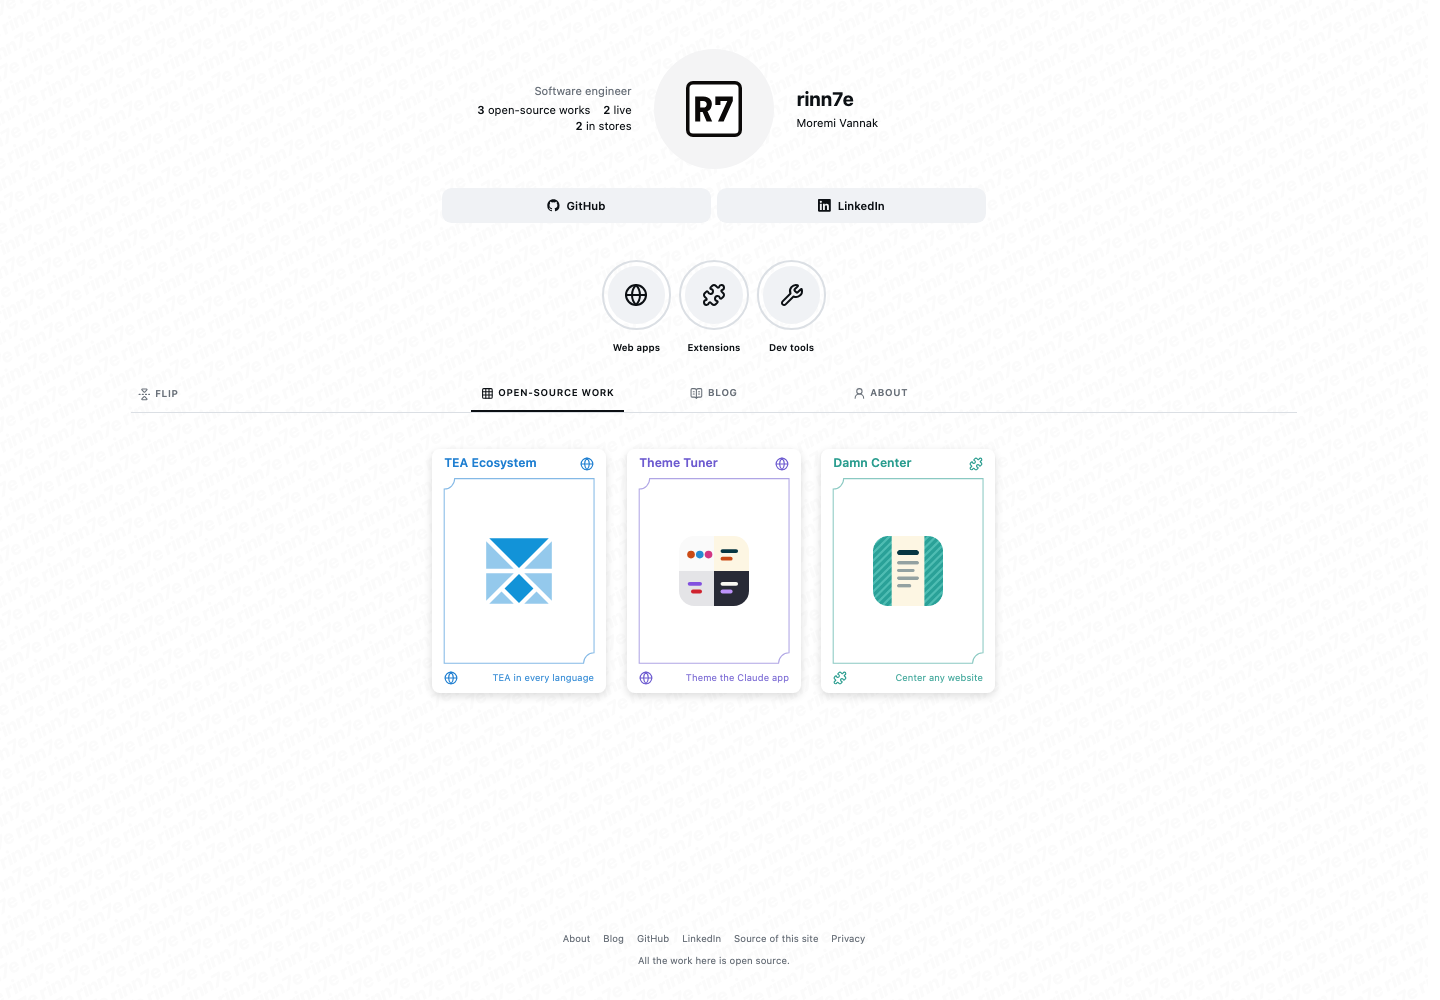 Software engineer
3 open-source works 2 live
2 in stores
R7
rinn7e
Moremi Vannak
GitHub
LinkedIn
Web apps
Extensions
Dev tools
FLIP
OPEN-SOURCE WORK
BLOG
ABOUT
TEA Ecosystem
TEA in every language
Theme Tuner
Theme the Claude app
Damn Center
Center any website
About Blog GitHub LinkedIn Source of this site Privacy
All the work here is open source.